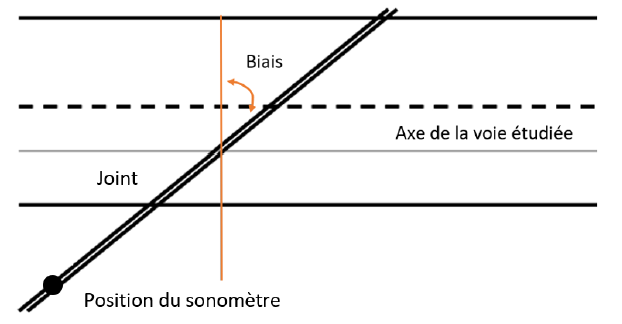 Biais
Axe de la voie étudiée
Joint
Position du sonomètre